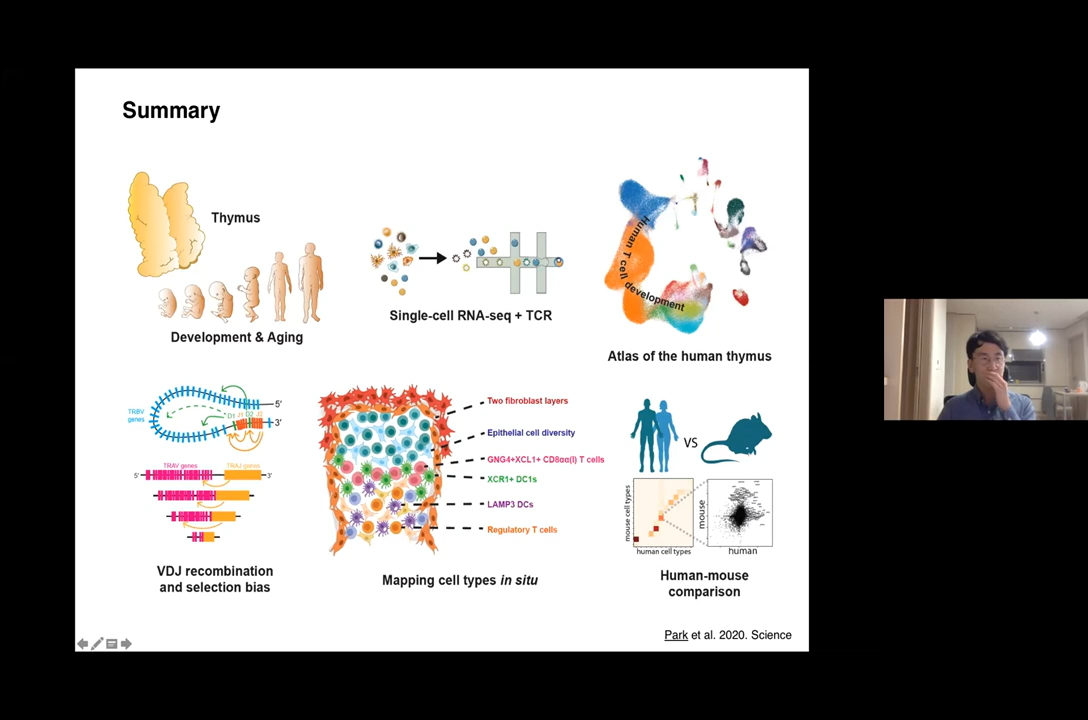 Summary
Thymus
Development & Aging
Single-cell RNA-seq + TCR
Human T cell development
Atlas of the human thymus
TRBV
genes
D1 J1 D2 J2
5'
3'
TRAV genes
TRAJ genes
5'
3'
VDJ recombination
and selection bias
Two fibroblast layers
Epithelial cell diversity
GNG4+XCL1+ CD8αα(I) T cells
XCR1+ DC1s
LAMP3 DCs
Regulatory T cells
Mapping cell types in situ
VS
mouse cell types
human cell types
mouse
human
Human-mouse
comparison
Park et al. 2020. Science